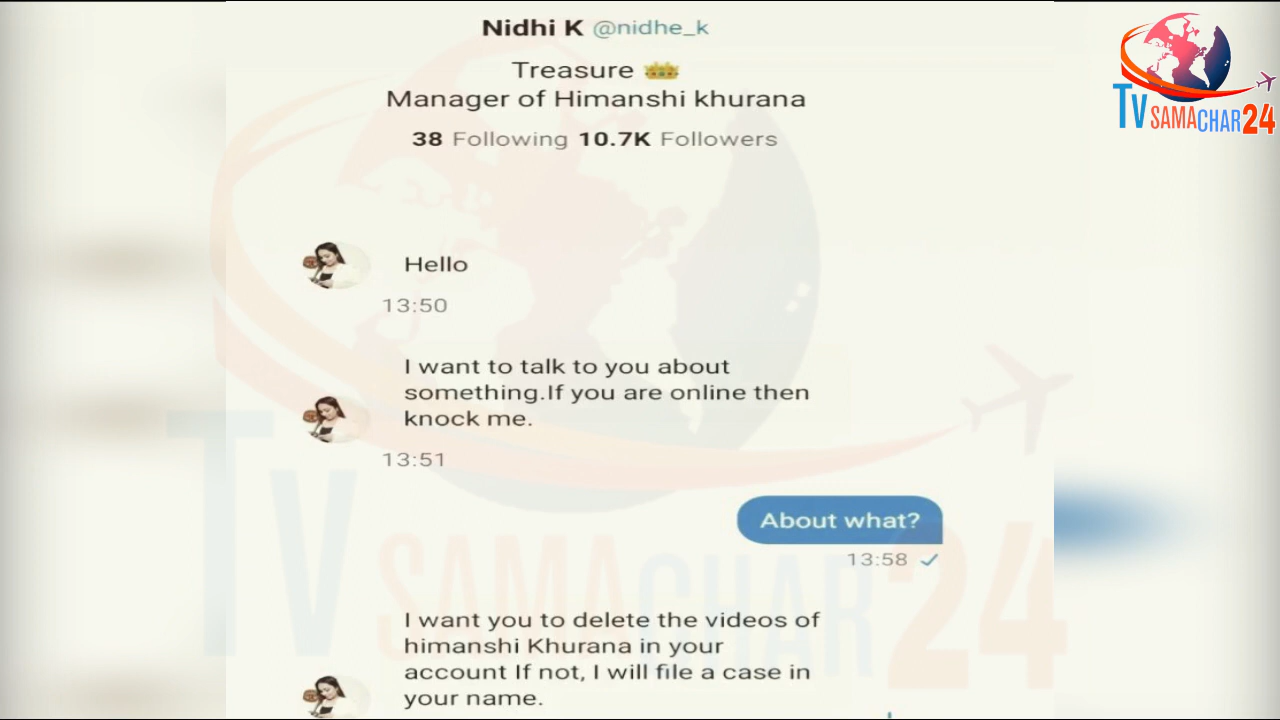 Nidhi K @nidhe_k
Treasure 👑
Manager of Himanshi khurana
38 Following 10.7K Followers
TV SAMACHAR24
Hello
13:50
I want to talk to you about
something.If you are online then
knock me.
13:51
About what?
13:58
I want you to delete the videos of
himanshi Khurana in your
account If not, I will file a case in
your name.
TV SAMACHAR 24